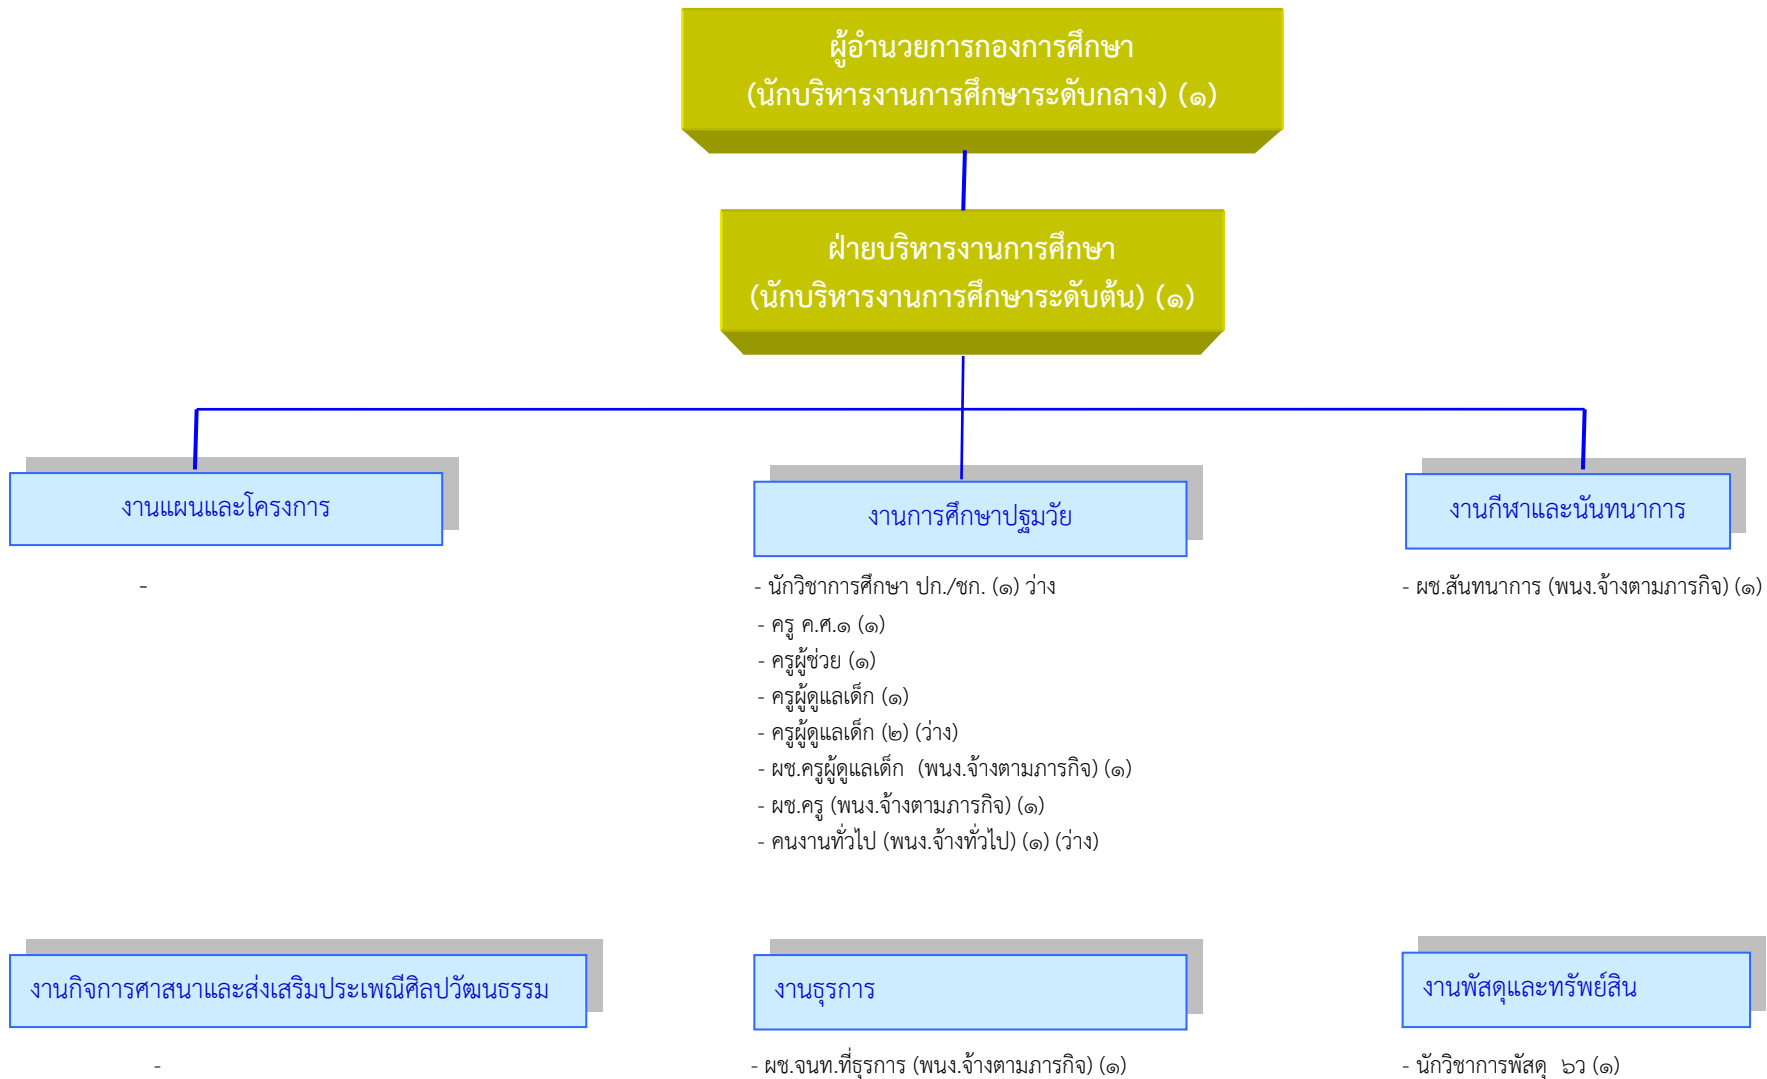 ผู้อำนวยการกองการศึกษา
(นักบริหารงานการศึกษาระดับกลาง) (๑)
ฝ่ายบริหารงานการศึกษา
(นักบริหารงานการศึกษาระดับต้น) (๑)
งานแผนและโครงการ
-
งานการศึกษาปฐมวัย
- นักวิชาการศึกษา ปก./ชก. (๑) ว่าง
- ครู ค.ศ.๑ (๑)
- ครูผู้ช่วย (๑)
- ครูผู้ดูแลเด็ก (๑)
- ครูผู้ดูแลเด็ก (๒) (ว่าง)
- ผช.ครูผู้ดูแลเด็ก (พนง.จ้างตามภารกิจ) (๑)
- ผช.ครู (พนง.จ้างตามภารกิจ) (๑)
- คนงานทั่วไป (พนง.จ้างทั่วไป) (๑) (ว่าง)
งานกีฬาและนันทนาการ
- ผช.สันทนาการ (พนง.จ้างตามภารกิจ) (๑)
งานกิจการศาสนาและส่งเสริมประเพณีศิลปวัฒนธรรม
-
งานธุรการ
- ผช.จนท.ที่ธุรการ (พนง.จ้างตามภารกิจ) (๑)
งานพัสดุและทรัพย์สิน
- นักวิชาการพัสดุ ๖ว (๑)